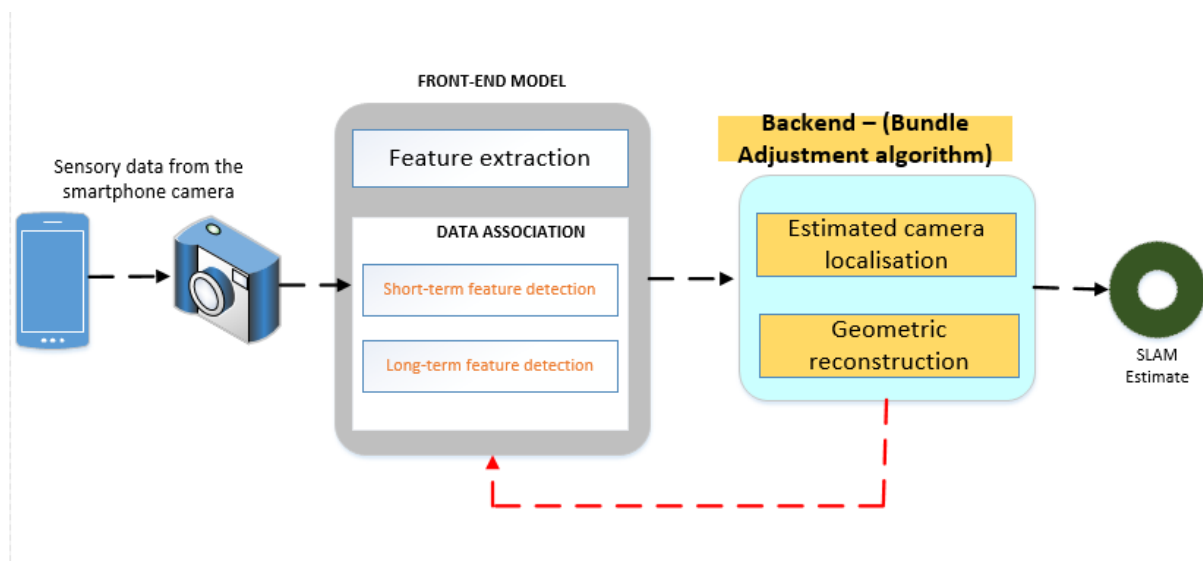 FRONT-END MODEL
Sensory data from the
smartphone camera
Feature extraction
DATA ASSOCIATION
Short-term feature detection
Long-term feature detection
Backend – (Bundle
Adjustment algorithm)
Estimated camera
localisation
Geometric
reconstruction
SLAM
Estimate